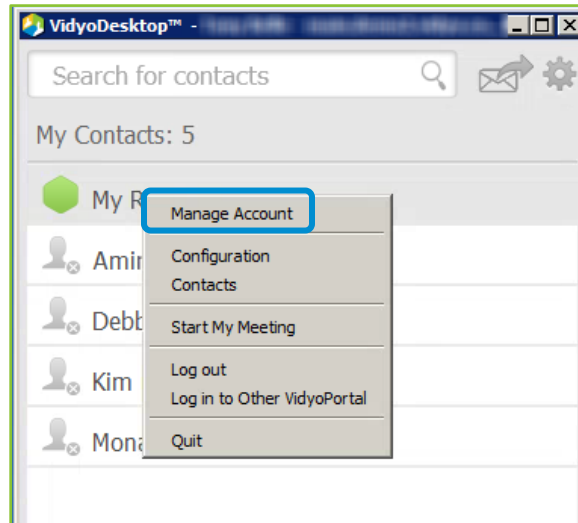 VidyoDesktop™ -
Search for contacts
My Contacts: 5
My R
Manage Account
Amir
Configuration
Contacts
Debb
Start My Meeting
Kim
Log out
Log in to Other VidyoPortal
Mona
Quit